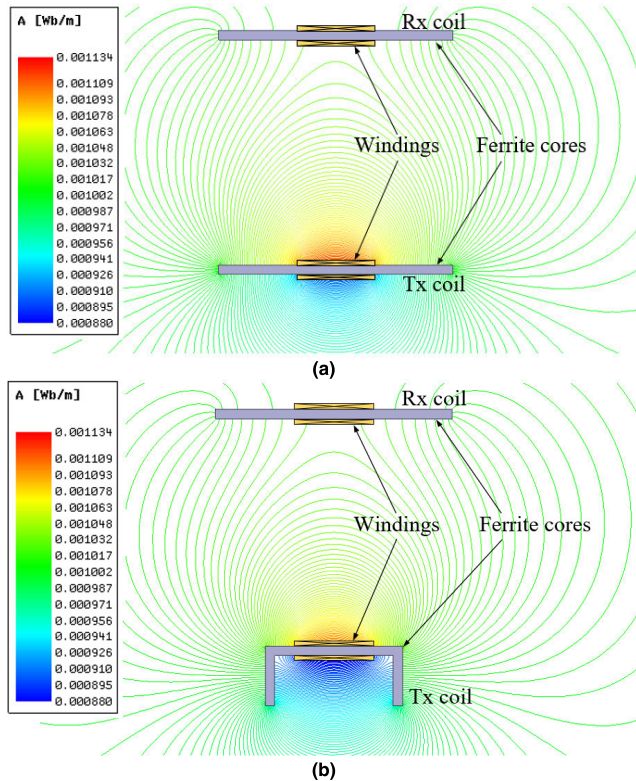 A [Wb/m]
0.001134
0.001109
0.001093
0.001078
0.001063
0.001048
0.001032
0.001017
0.001002
0.000987
0.000971
0.000956
0.000941
0.000926
0.000910
0.000895
0.000880
Rx coil
Windings
Ferrite cores
Tx coil
(a)
A [Wb/m]
0.001134
0.001109
0.001093
0.001078
0.001063
0.001048
0.001032
0.001017
0.001002
0.000987
0.000971
0.000956
0.000941
0.000926
0.000910
0.000895
0.000880
Rx coil
Windings
Ferrite cores
Tx coil
(b)